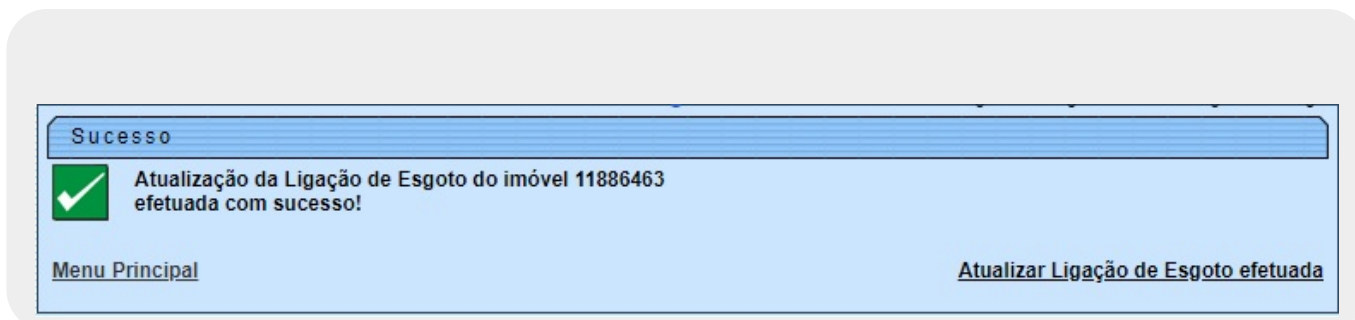 Sucesso
Atualização da Ligação de Esgoto do imóvel 11886463
efetuada com sucesso!
Menu Principal
Atualizar Ligação de Esgoto efetuada